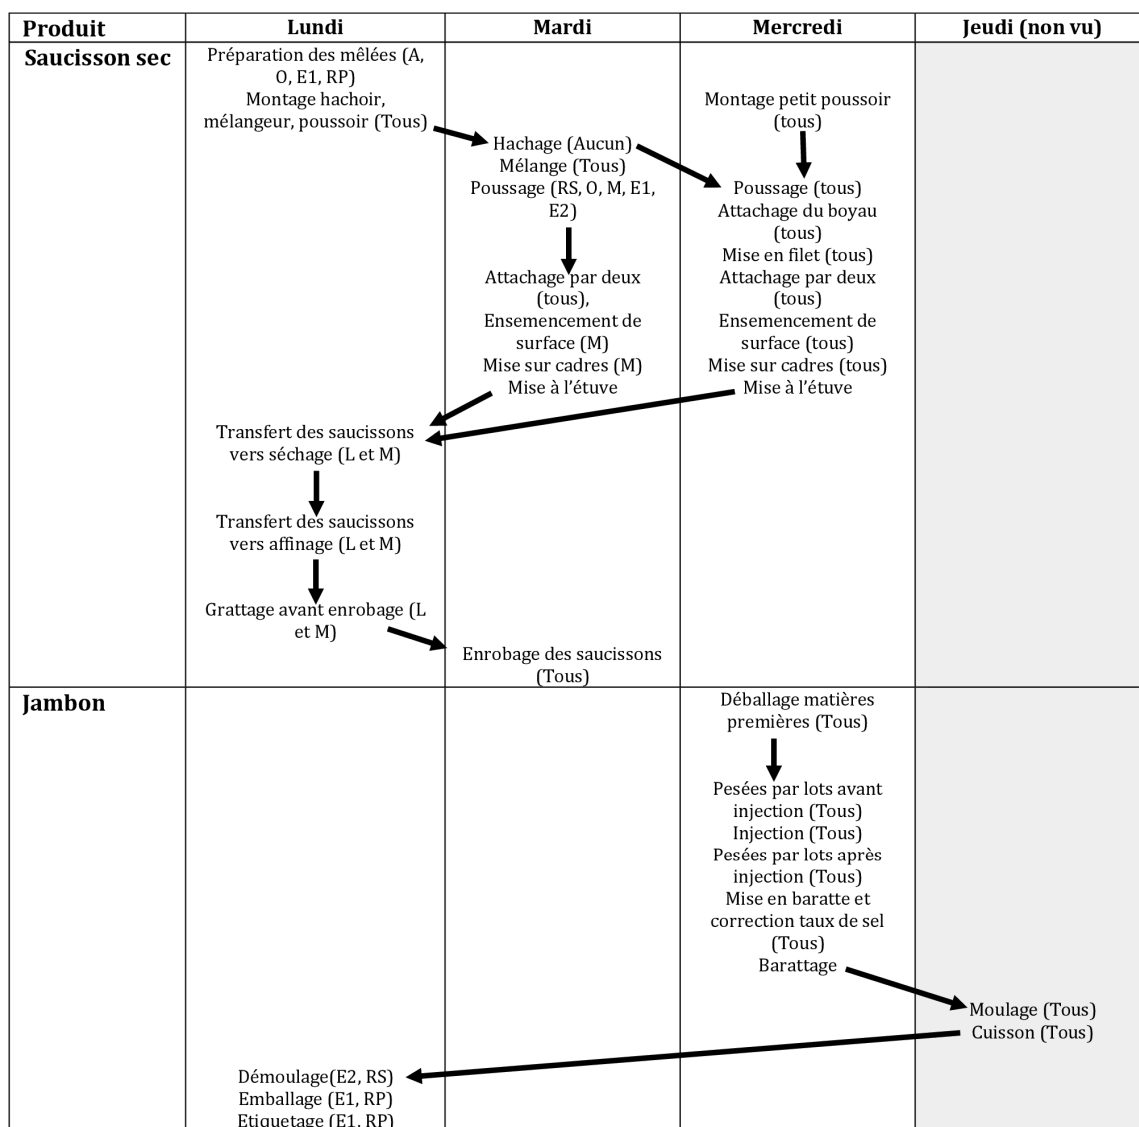 Produit
Lundi
Mardi
Mercredi
Jeudi (non vu)
Saucisson sec
Préparation des mêlées (A,
O, E1, RP)
Montage hachoir,
mélangeur, poussoir (Tous)
Hachage (Aucun)
Mélange (Tous)
Poussage (RS, O, M, E1,
E2)
Attachage par deux
(tous),
Ensemencement de
surface (M)
Mise sur cadres (M)
Mise à l’étuve
Montage petit poussoir
(tous)
Poussage (tous)
Attachage du boyau
(tous)
Mise en filet (tous)
Attachage par deux
(tous)
Ensemencement de
surface (tous)
Mise sur cadres (tous)
Mise à l’étuve
Transfert des saucissons
vers séchage (L et M)
Transfert des saucissons
vers affinage (L et M)
Grattage avant enrobage (L
et M)
Enrobage des saucissons
(Tous)
Jambon
Déballage matières
premières (Tous)
Pesées par lots avant
injection (Tous)
Injection (Tous)
Pesées par lots après
injection (Tous)
Mise en baratte et
correction taux de sel
(Tous)
Barattage
Moulage (Tous)
Cuisson (Tous)
Démoulage(E2, RS)
Emballage (E1, RP)
Etiquetage (E1, RP)